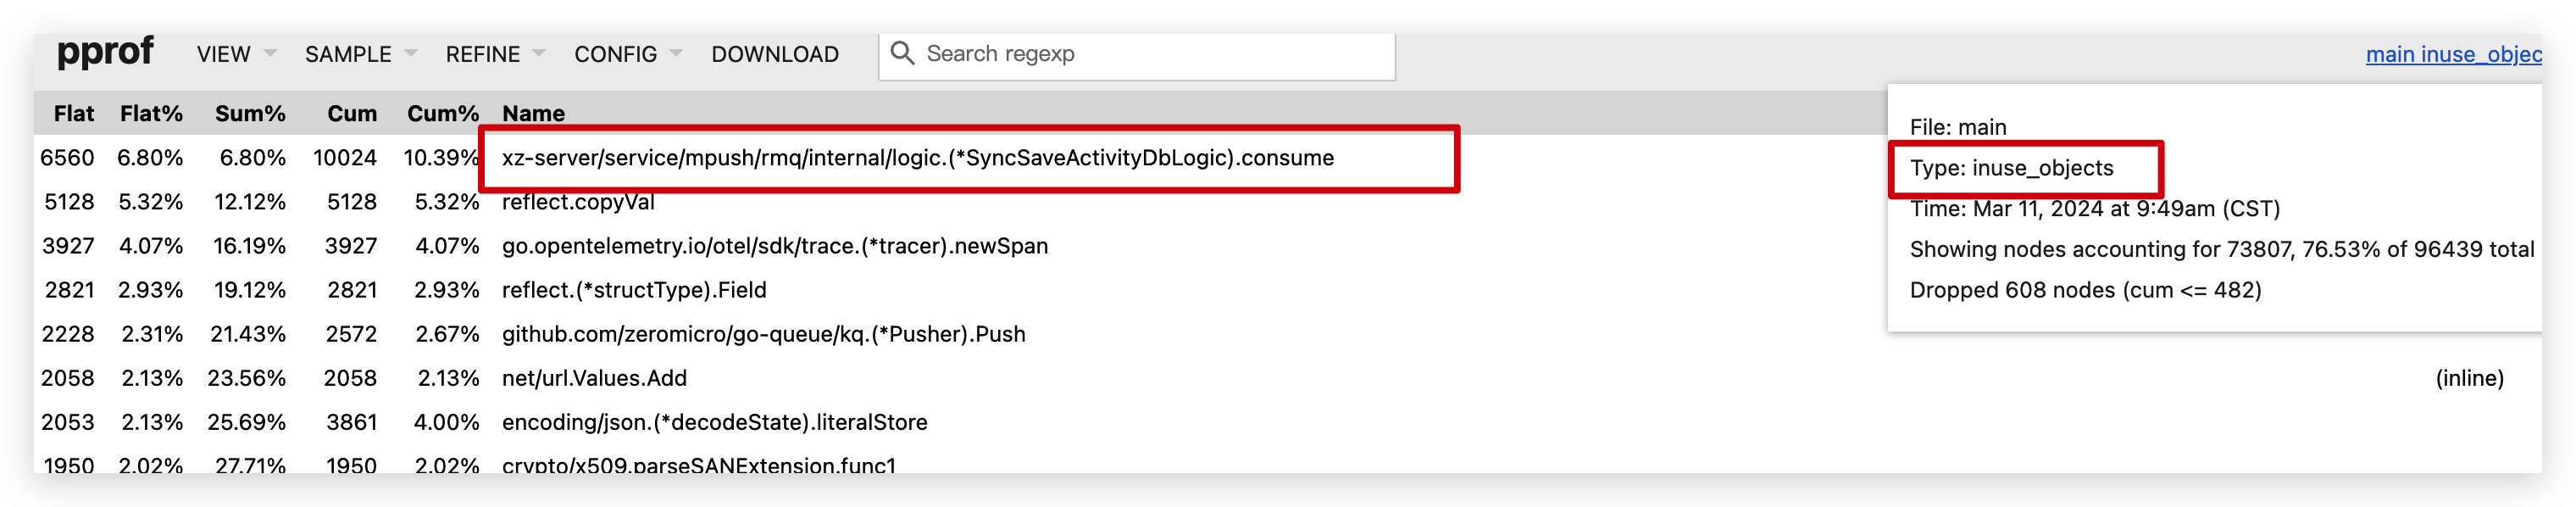 pprof VIEW SAMPLE REFINE CONFIG DOWNLOAD Search regexp main inuse_objec
Flat Flat% Sum% Cum Cum% Name
6560 6.80% 6.80% 10024 10.39% xz-server/service/mpush/rmq/internal/logic.(*SyncSaveActivityDbLogic).consume
5128 5.32% 12.12% 5128 5.32% reflect.copyVal
3927 4.07% 16.19% 3927 4.07% go.opentelemetry.io/otel/sdk/trace.(*tracer).newSpan
2821 2.93% 19.12% 2821 2.93% reflect.(*structType).Field
2228 2.31% 21.43% 2572 2.67% github.com/zeromicro/go-queue/kq.(*Pusher).Push
2058 2.13% 23.56% 2058 2.13% net/url.Values.Add (inline)
2053 2.13% 25.69% 3861 4.00% encoding/json.(*decodeState).literalStore
1950 2.02% 27.71% 1950 2.02% crypto/x509.parseSANExtension.func1
File: main
Type: inuse_objects
Time: Mar 11, 2024 at 9:49am (CST)
Showing nodes accounting for 73807, 76.53% of 96439 total
Dropped 608 nodes (cum <= 482)